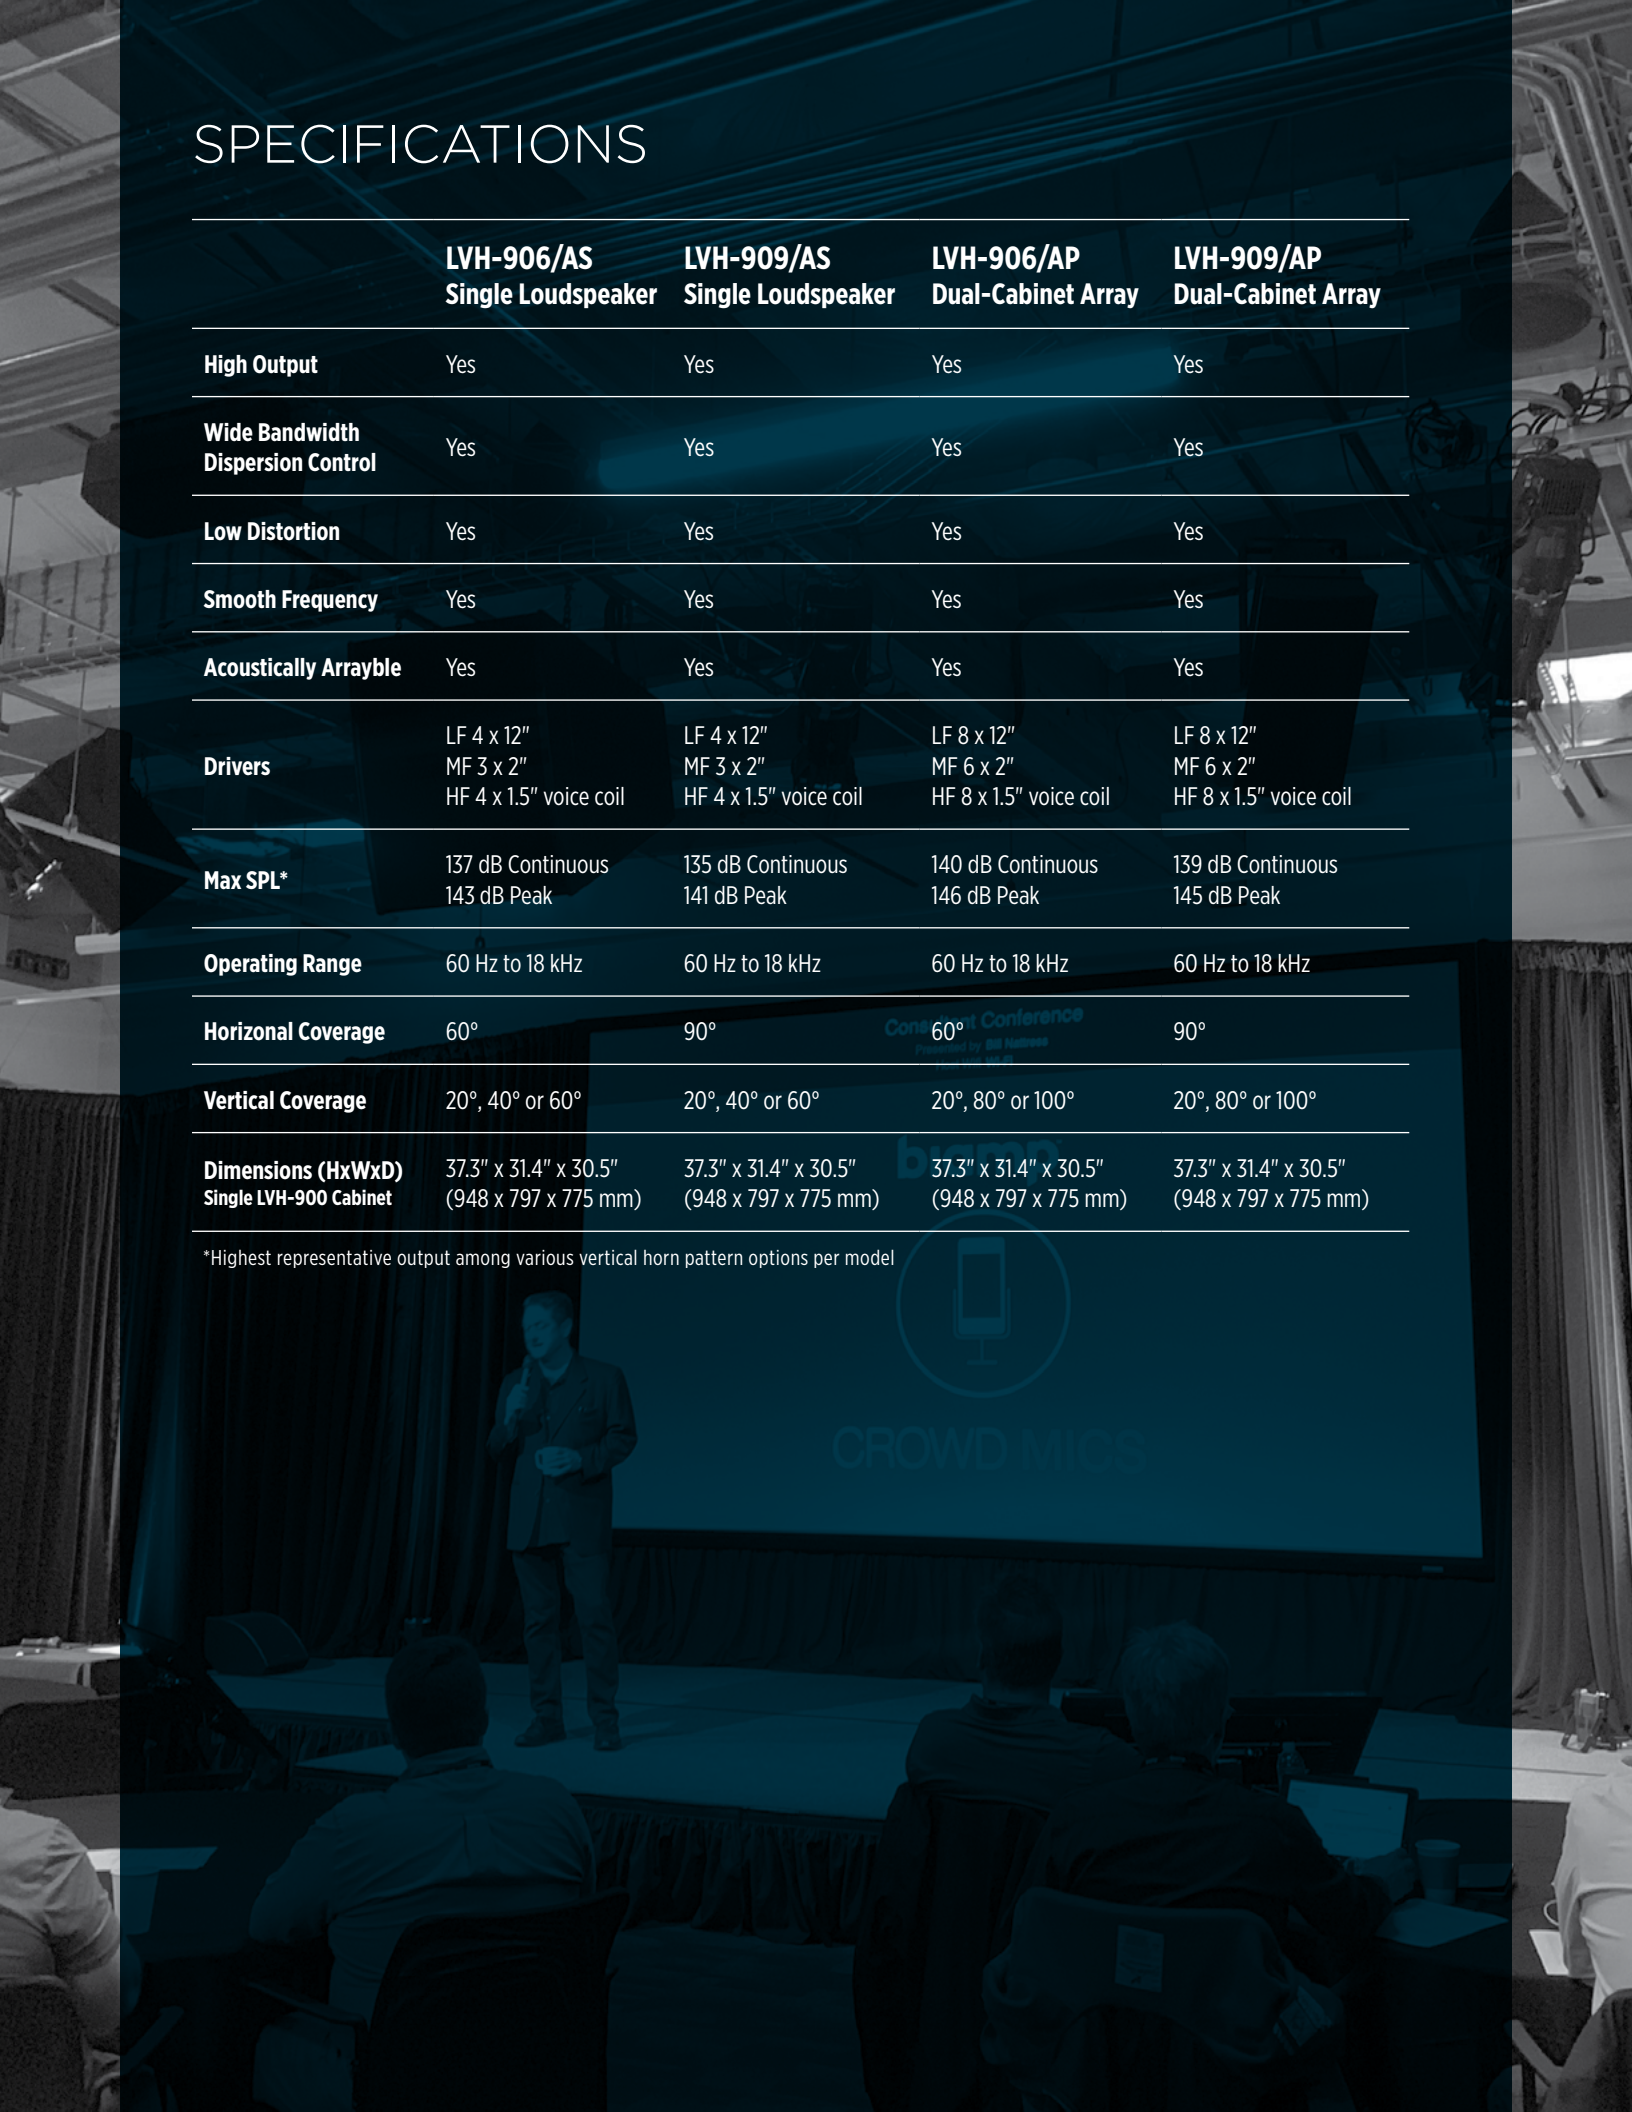 SPECIFICATIONS
LVH-906/AS LVH-909/AS LVH-906/AP LVH-909/AP
Single Loudspeaker Single Loudspeaker Dual-Cabinet Array Dual-Cabinet Array
High Output Yes Yes Yes Yes
Wide Bandwidth
Dispersion Control Yes Yes Yes Yes
Low Distortion Yes Yes Yes Yes
Smooth Frequency Yes Yes Yes Yes
Acoustically Arrayble Yes Yes Yes Yes
LF 4 x 12" LF 4 x 12" LF 8 x 12" LF 8 x 12"
Drivers MF 3 x 2" MF 3 x 2" MF 6 x 2" MF 6 x 2"
HF 4 x 1.5" voice coil HF 4 x 1.5" voice coil HF 8 x 1.5" voice coil HF 8 x 1.5" voice coil
Max SPL* 137 dB Continuous 135 dB Continuous 140 dB Continuous 139 dB Continuous
143 dB Peak 141 dB Peak 146 dB Peak 145 dB Peak
Operating Range 60 Hz to 18 kHz 60 Hz to 18 kHz 60 Hz to 18 kHz 60 Hz to 18 kHz
Horizonal Coverage 60° 90° 60° 90°
Vertical Coverage 20°, 40° or 60° 20°, 40° or 60° 20°, 80° or 100° 20°, 80° or 100°
Dimensions (HxWxD) 37.3" x 31.4" x 30.5" 37.3" x 31.4" x 30.5" 37.3" x 31.4" x 30.5" 37.3" x 31.4" x 30.5"
Single LVH-900 Cabinet (948 x 797 x 775 mm) (948 x 797 x 775 mm) (948 x 797 x 775 mm) (948 x 797 x 775 mm)
*Highest representative output among various vertical horn pattern options per model
Consultant Conference
Presented by Bill Nattress
biamp
CROWD MICS